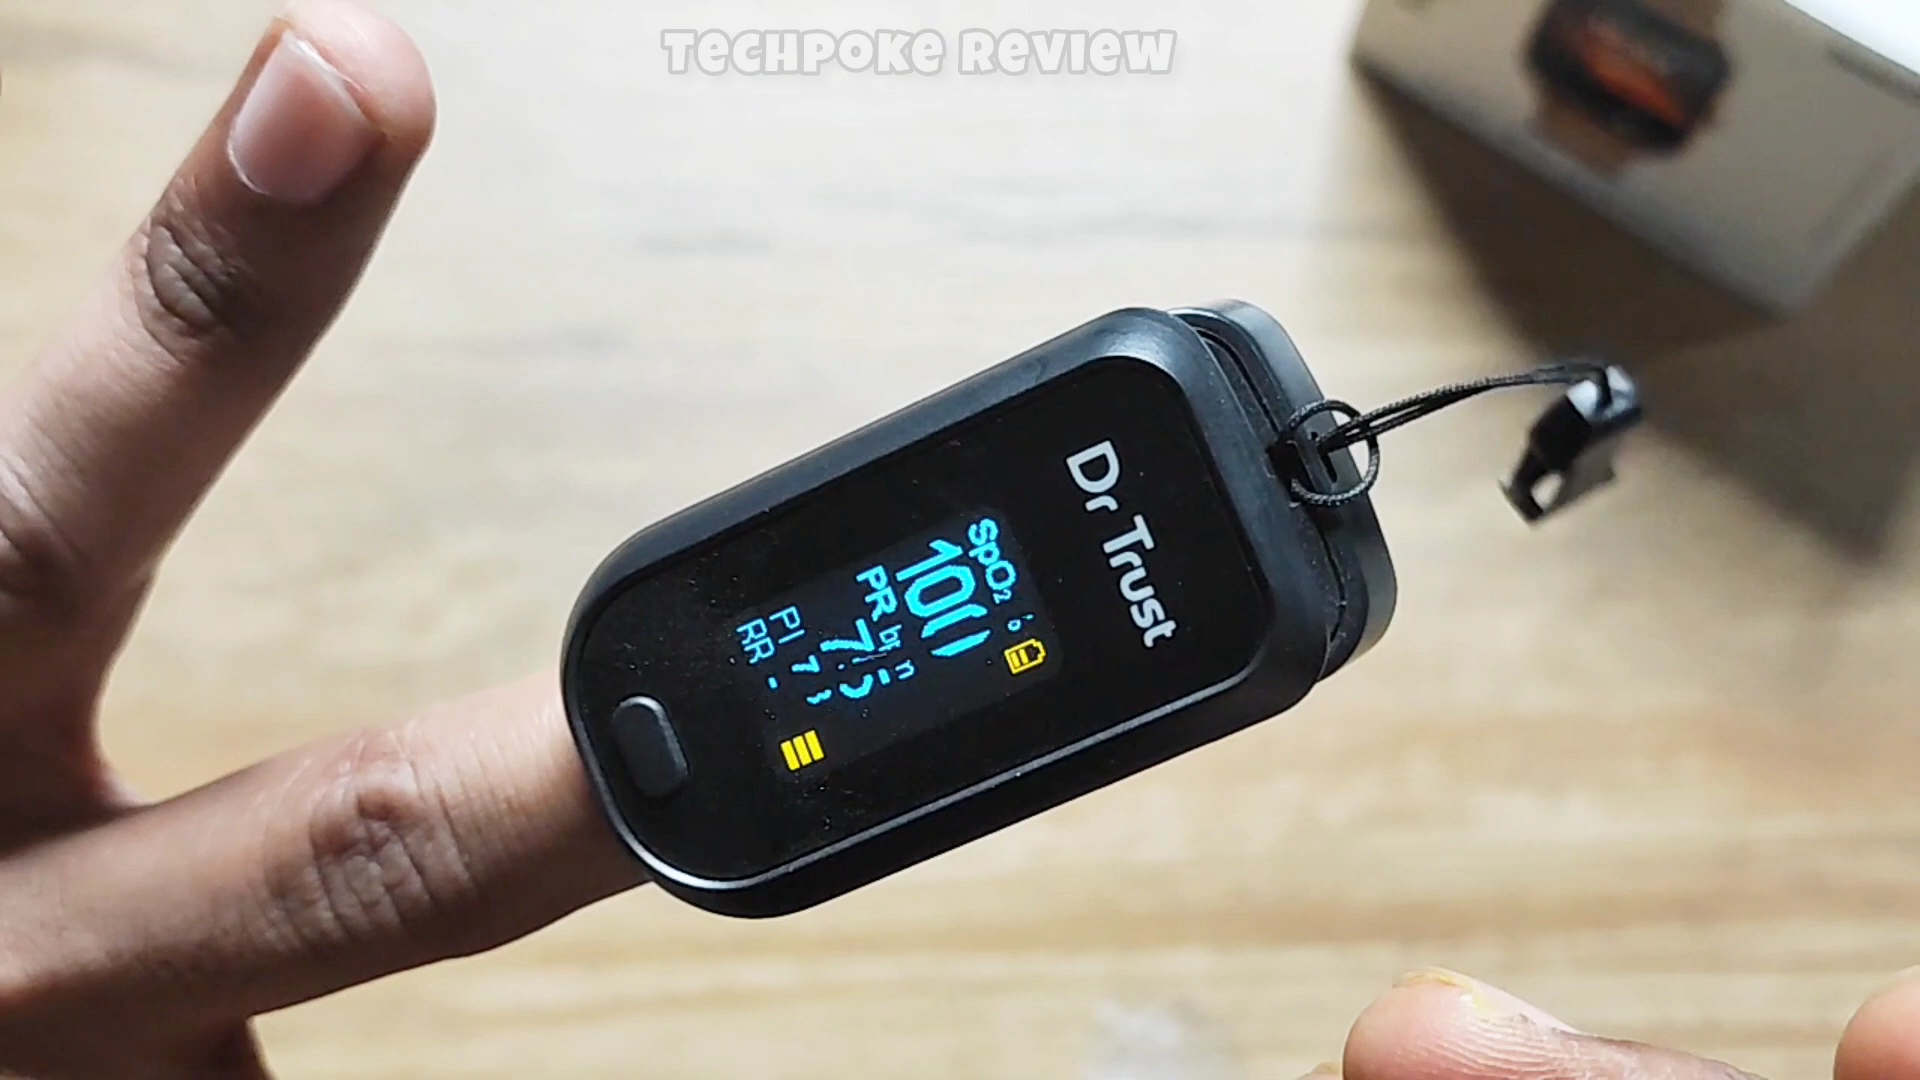 Techpoke Review
Dr Trust
SpO₂
PR
PI
RR -